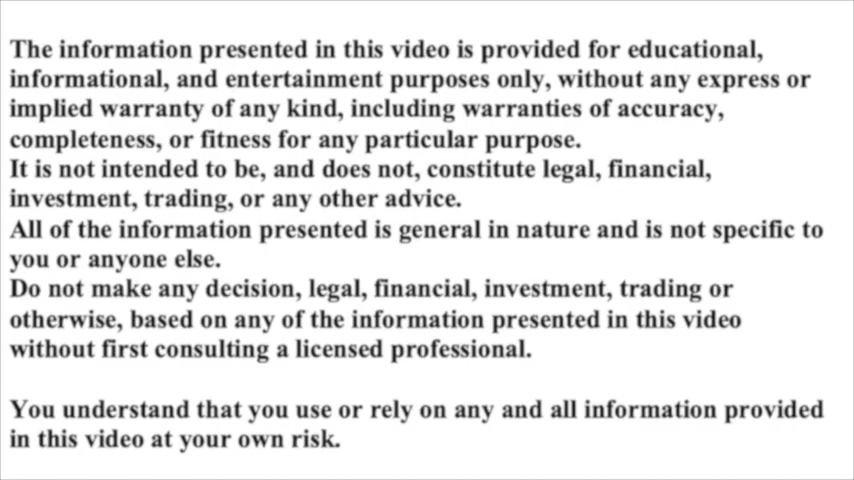 The information presented in this video is provided for educational,
informational, and entertainment purposes only, without any express or
implied warranty of any kind, including warranties of accuracy,
completeness, or fitness for any particular purpose.
It is not intended to be, and does not, constitute legal, financial,
investment, trading, or any other advice.
All of the information presented is general in nature and is not specific to
you or anyone else.
Do not make any decision, legal, financial, investment, trading or
otherwise, based on any of the information presented in this video
without first consulting a licensed professional.
You understand that you use or rely on any and all information provided
in this video at your own risk.